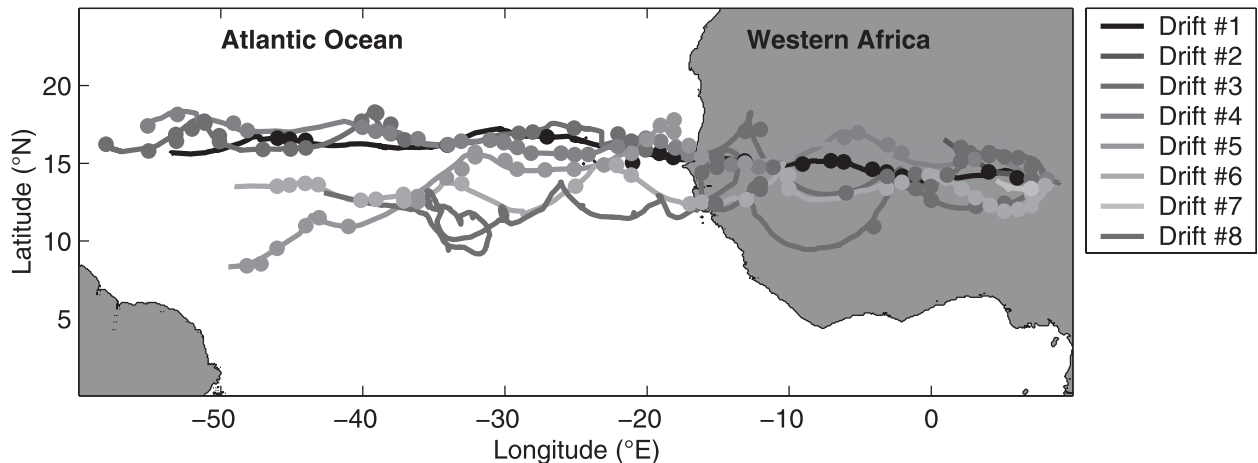 Atlantic Ocean
Western Africa
Drift #1
Drift #2
Drift #3
Drift #4
Drift #5
Drift #6
Drift #7
Drift #8
Latitude (°N)
20
15
10
5
−50
−40
−30
−20
−10
0
Longitude (°E)